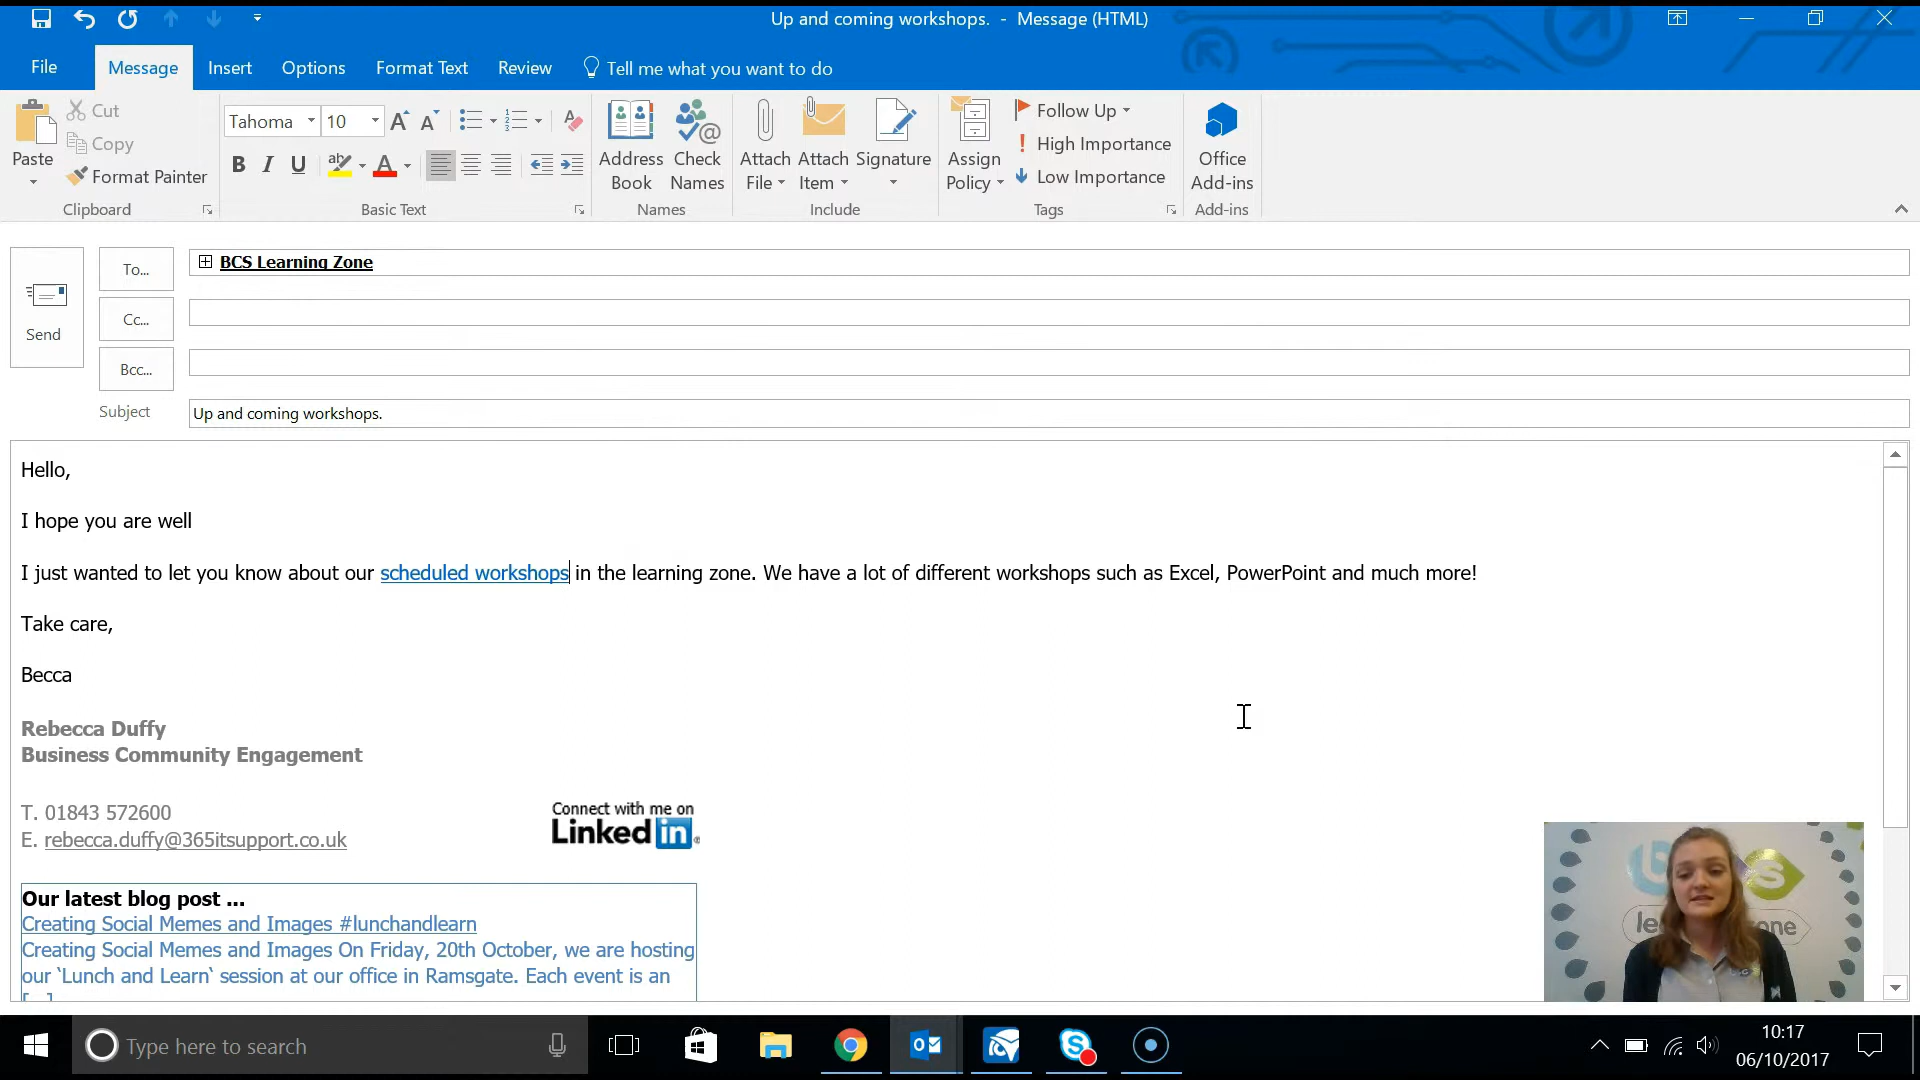 Up and coming workshops. - Message (HTML)
File Message Insert Options Format Text Review Tell me what you want to do
Cut
Copy
Format Painter
Paste
Clipboard
Tahoma 10
B I U ab A
Basic Text
Address Book
Check Names
Names
Attach File
Attach Item
Signature
Include
Assign Policy
Follow Up
High Importance
Low Importance
Tags
Office Add-ins
Add-ins
Send
To... BCS Learning Zone
Cc...
Bcc...
Subject Up and coming workshops.
Hello,
I hope you are well
I just wanted to let you know about our scheduled workshops in the learning zone. We have a lot of different workshops such as Excel, PowerPoint and much more!
Take care,
Becca
Rebecca Duffy
Business Community Engagement
T. 01843 572600
E. rebecca.duffy@365itsupport.co.uk
Connect with me on
Linked in
Our latest blog post ...
Creating Social Memes and Images #lunchandlearn
Creating Social Memes and Images On Friday, 20th October, we are hosting
our ‘Lunch and Learn‘ session at our office in Ramsgate. Each event is an
[...]
Type here to search
10:17
06/10/2017